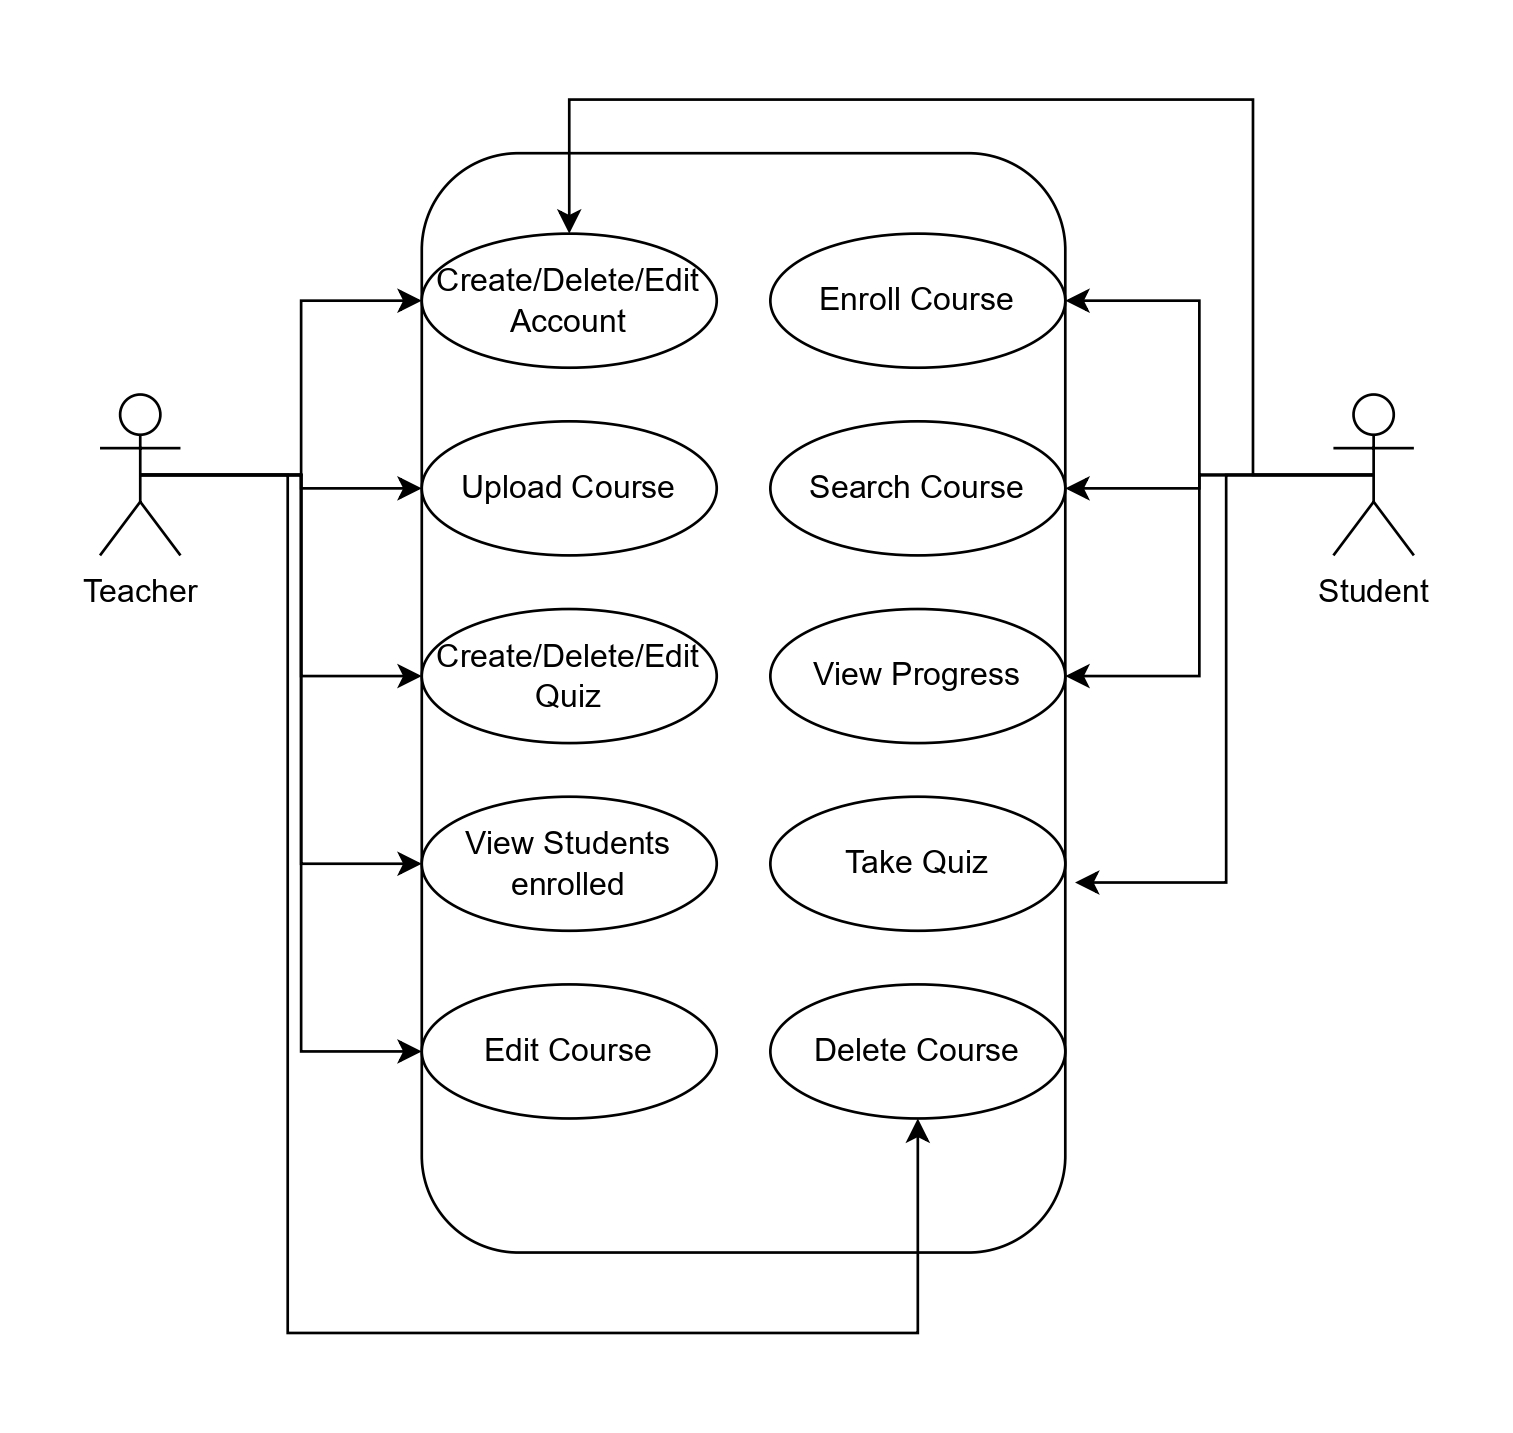 Create/Delete/Edit
Account
Enroll Course
Upload Course
Search Course
Teacher
Student
Create/Delete/Edit
Quiz
View Progress
View Students
enrolled
Take Quiz
Edit Course
Delete Course